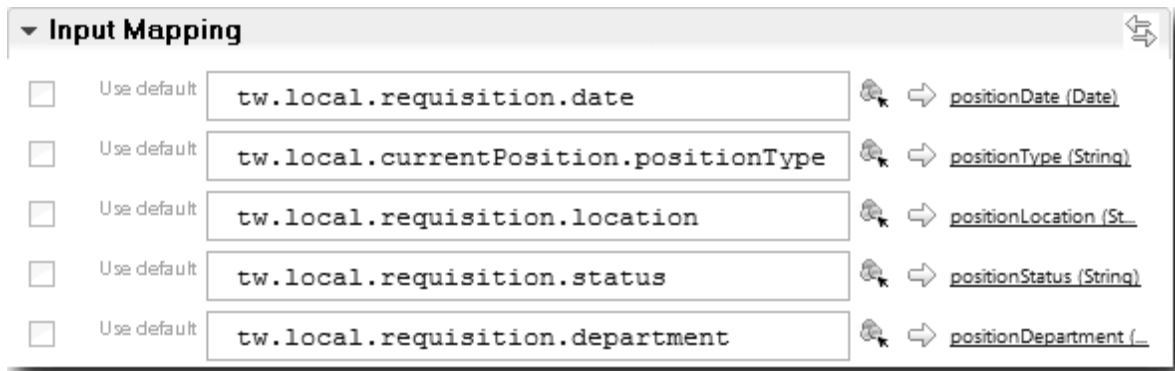 Input Mapping
Use default tw.local.requisition.date positionDate (Date)
Use default tw.local.currentPosition.positionType positionType (String)
Use default tw.local.requisition.location positionLocation (St...
Use default tw.local.requisition.status positionStatus (String)
Use default tw.local.requisition.department positionDepartment (...